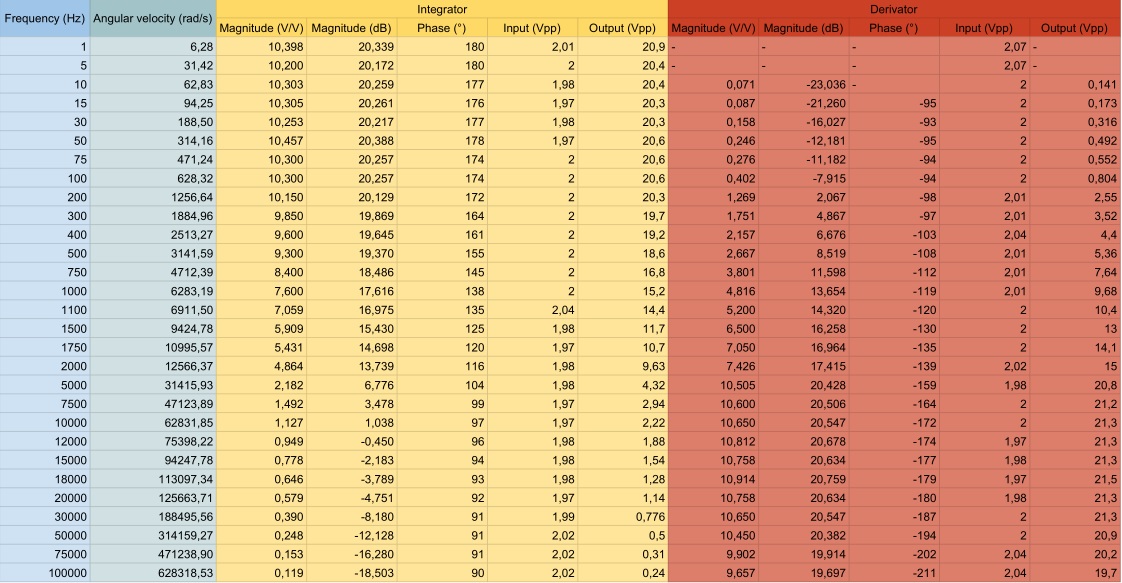 Integrator Derivator
Frequency (Hz) Angular velocity (rad/s) Magnitude (V/V) Magnitude (dB) Phase (°) Input (Vpp) Output (Vpp) Magnitude (V/V) Magnitude (dB) Phase (°) Input (Vpp) Output (Vpp)
1 6,28 10,398 20,339 180 2,01 20,9 - - - 2,07 -
5 31,42 10,200 20,172 180 2 20,4 - - - 2,07 -
10 62,83 10,303 20,259 177 1,98 20,4 0,071 -23,036 - 2 0,141
15 94,25 10,305 20,261 176 1,97 20,3 0,087 -21,260 -95 2 0,173
30 188,50 10,253 20,217 177 1,98 20,3 0,158 -16,027 -93 2 0,316
50 314,16 10,457 20,388 178 1,97 20,6 0,246 -12,181 -95 2 0,492
75 471,24 10,300 20,257 174 2 20,6 0,276 -11,182 -94 2 0,552
100 628,32 10,300 20,257 174 2 20,6 0,402 -7,915 -94 2 0,804
200 1256,64 10,150 20,129 172 2 20,3 1,269 2,067 -98 2,01 2,55
300 1884,96 9,850 19,869 164 2 19,7 1,751 4,867 -97 2,01 3,52
400 2513,27 9,600 19,645 161 2 19,2 2,157 6,676 -103 2,04 4,4
500 3141,59 9,300 19,370 155 2 18,6 2,667 8,519 -108 2,01 5,36
750 4712,39 8,400 18,486 145 2 16,8 3,801 11,598 -112 2,01 7,64
1000 6283,19 7,600 17,616 138 2 15,2 4,816 13,654 -119 2,01 9,68
1100 6911,50 7,059 16,975 135 2,04 14,4 5,200 14,320 -120 2 10,4
1500 9424,78 5,909 15,430 125 1,98 11,7 6,500 16,258 -130 2 13
1750 10995,57 5,431 14,698 120 1,97 10,7 7,050 16,964 -135 2 14,1
2000 12566,37 4,864 13,739 116 1,98 9,63 7,426 17,415 -139 2,02 15
5000 31415,93 2,182 6,776 104 1,98 4,32 10,505 20,428 -159 1,98 20,8
7500 47123,89 1,492 3,478 99 1,97 2,94 10,600 20,506 -164 2 21,2
10000 62831,85 1,127 1,038 97 1,97 2,22 10,650 20,547 -172 2 21,3
12000 75398,22 0,949 -0,450 96 1,98 1,88 10,812 20,678 -174 1,97 21,3
15000 94247,78 0,778 -2,183 94 1,98 1,54 10,758 20,634 -177 1,98 21,3
18000 113097,34 0,646 -3,789 93 1,98 1,28 10,914 20,759 -179 1,97 21,5
20000 125663,71 0,579 -4,751 92 1,97 1,14 10,758 20,634 -180 1,98 21,3
30000 188495,56 0,390 -8,180 91 1,99 0,776 10,650 20,547 -187 2 21,3
50000 314159,27 0,248 -12,128 91 2,02 0,5 10,450 20,382 -194 2 20,9
75000 471238,90 0,153 -16,280 91 2,02 0,31 9,902 19,914 -202 2,04 20,2
100000 628318,53 0,119 -18,503 90 2,02 0,24 9,657 19,697 -211 2,04 19,7